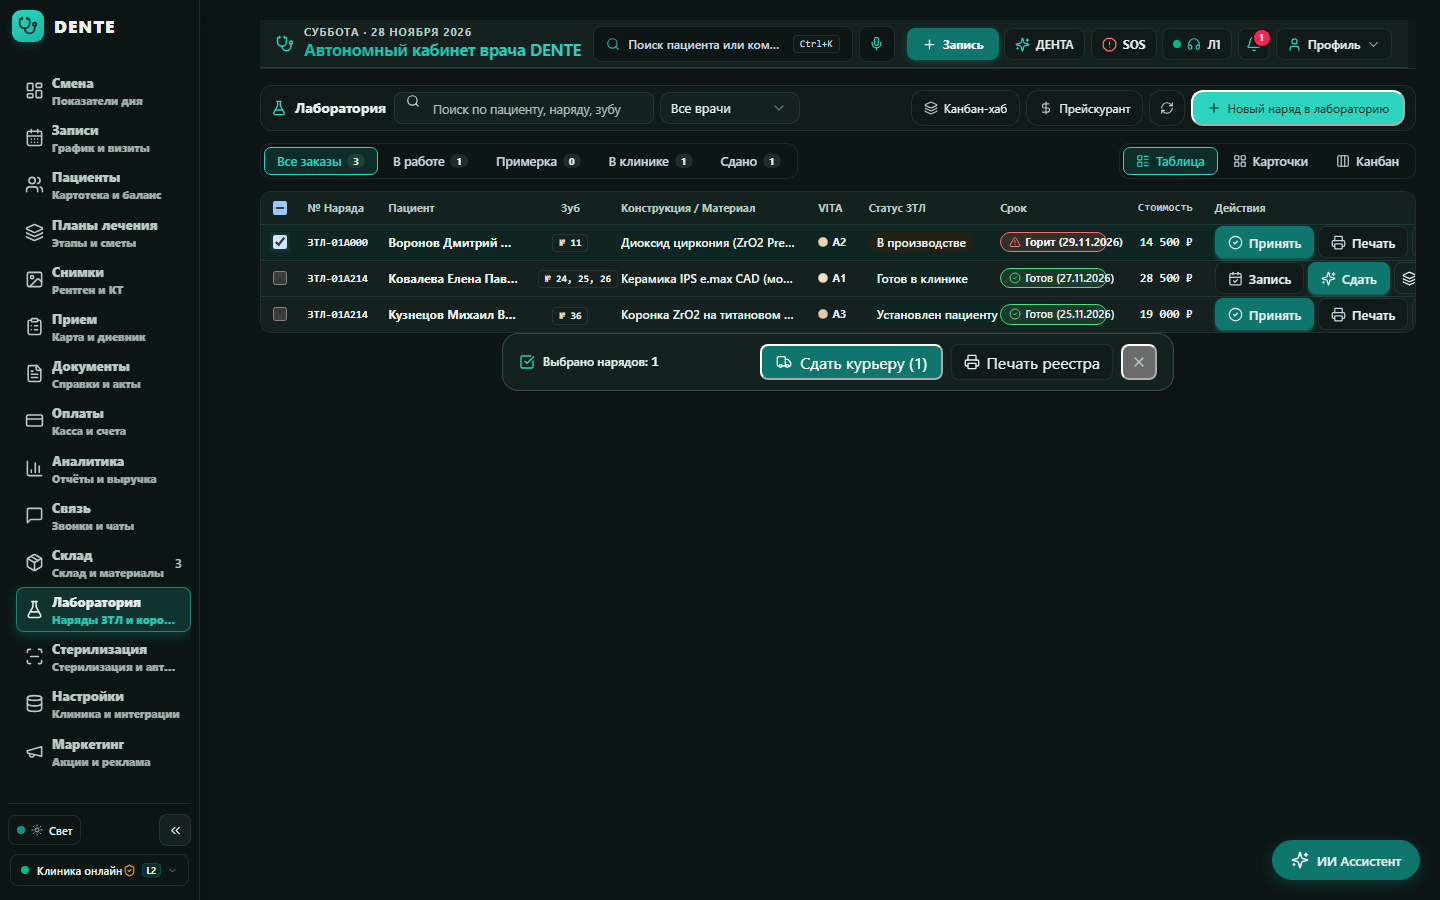 DENTE
СУББОТА · 28 НОЯБРЯ 2026
Автономный кабинет врача DENTE
Поиск пациента или ком...
Ctrl+K
Запись
ДЕНТА
SOS
Л1
1
Профиль
Смена
Показатели дня
Записи
График и визиты
Пациенты
Картотека и баланс
Планы лечения
Этапы и сметы
Снимки
Рентген и КТ
Прием
Карта и дневник
Документы
Справки и акты
Оплаты
Касса и счета
Аналитика
Отчёты и выручка
Связь
Звонки и чаты
Склад
Склад и материалы
3
Лаборатория
Наряды ЗТЛ и коро...
Стерилизация
Стерилизация и авт...
Настройки
Клиника и интеграции
Маркетинг
Акции и реклама
Свет
Клиника онлайн
L2
Лаборатория
Поиск по пациенту, наряду, зубу
Все врачи
Канбан-хаб
Прейскурант
Новый наряд в лабораторию
Все заказы 3
В работе 1
Примерка 0
В клинике 1
Сдано 1
Таблица
Карточки
Канбан
№ Наряда Пациент Зуб Конструкция / Материал VITA Статус ЗТЛ Срок Стоимость Действия
ЗТЛ-01A000 Воронов Дмитрий ... № 11 Диоксид циркония (ZrO2 Pre... A2 В производстве Горит (29.11.2026) 14 500 ₽ Принять Печать
ЗТЛ-01A214 Ковалева Елена Пав... № 24, 25, 26 Керамика IPS e.max CAD (мо... A1 Готов в клинике Готов (27.11.2026) 28 500 ₽ Запись Сдать
ЗТЛ-01A214 Кузнецов Михаил В... № 36 Коронка ZrO2 на титановом ... A3 Установлен пациенту Готов (25.11.2026) 19 000 ₽ Принять Печать
Выбрано нарядов: 1
Сдать курьеру (1)
Печать реестра
ИИ Ассистент